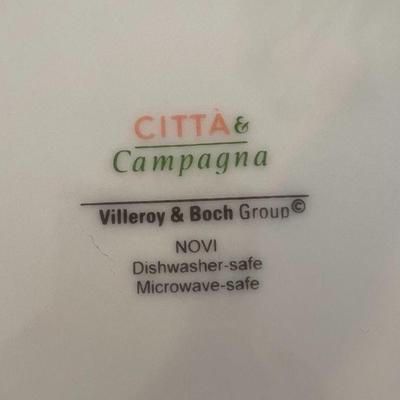 CITTÀ &
Campagna
Villeroy & Boch Group©
NOVI
Dishwasher-safe
Microwave-safe